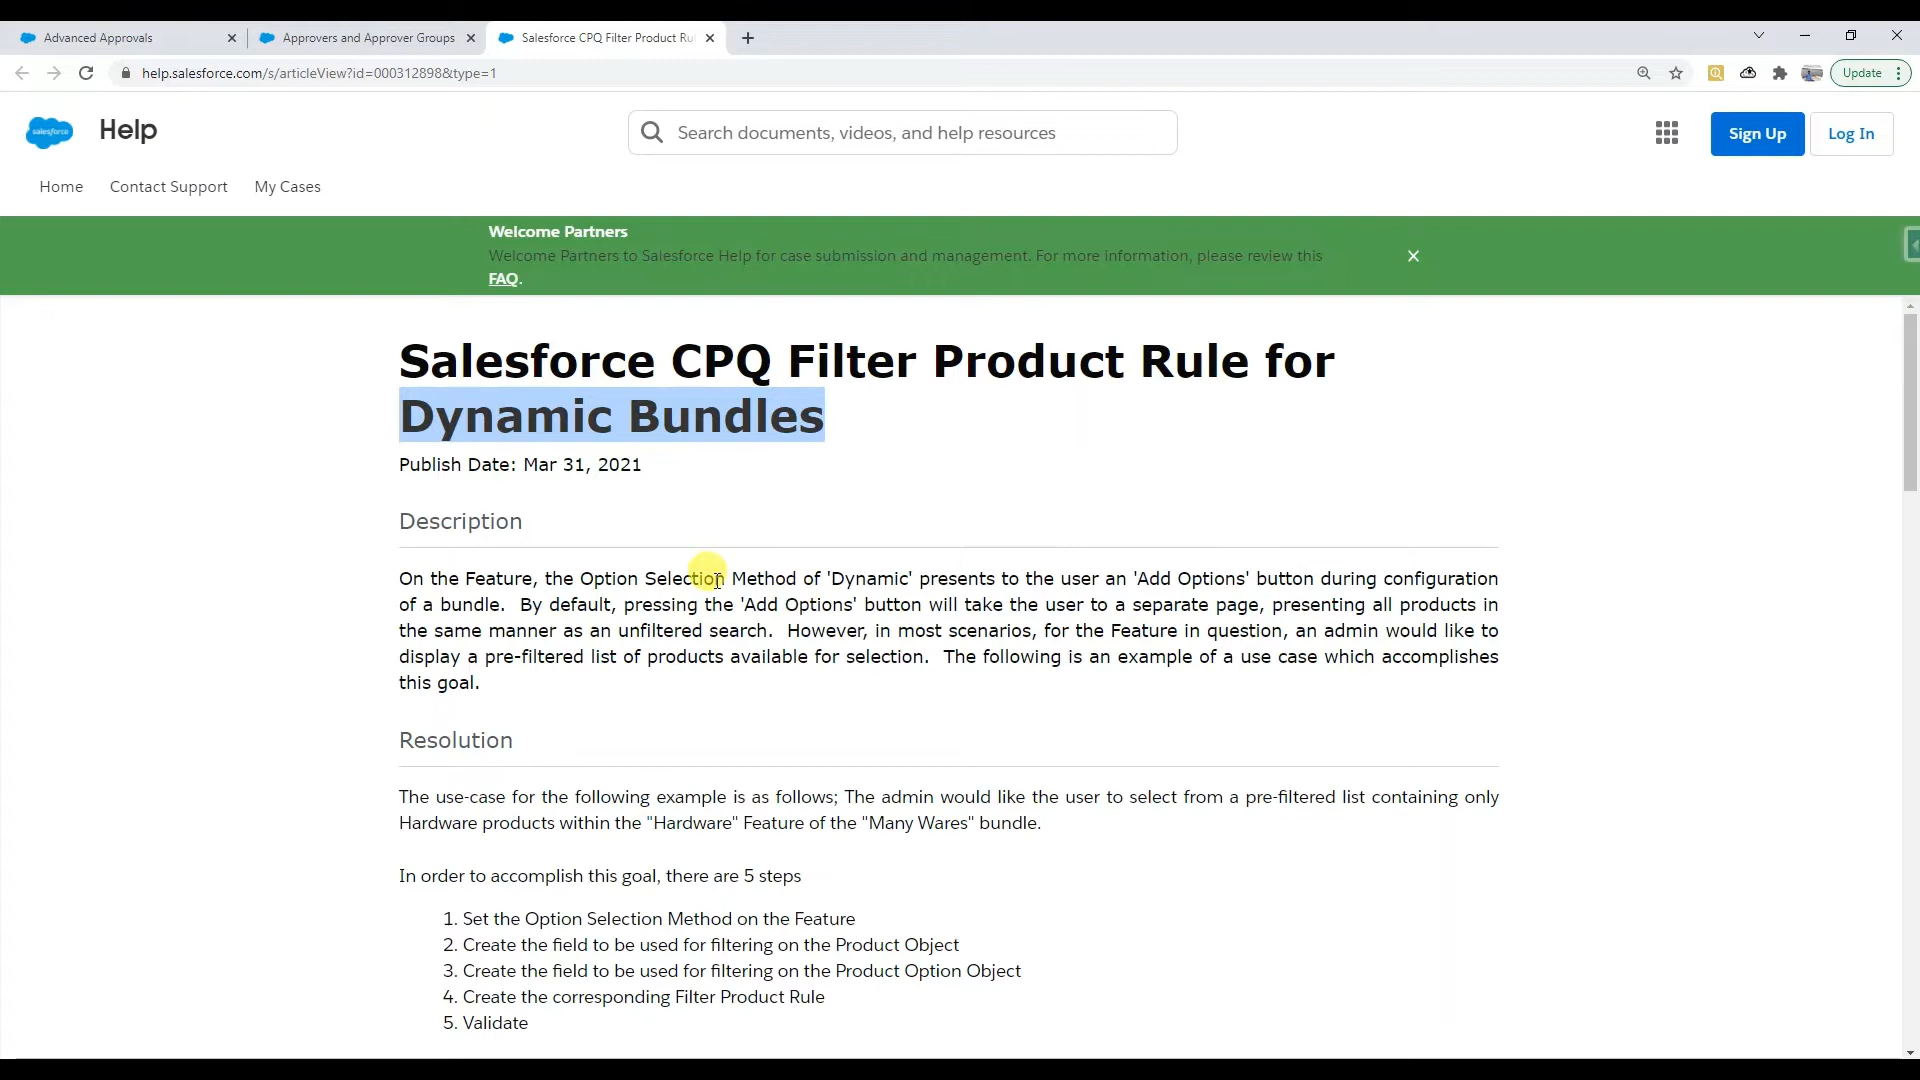 Advanced Approvals
Approvers and Approver Groups
Salesforce CPQ Filter Product Ru
help.salesforce.com/s/articleView?id=000312898&type=1
Update
salesforce
Help
Search documents, videos, and help resources
Sign Up
Log In
Home
Contact Support
My Cases
Welcome Partners
Welcome Partners to Salesforce Help for case submission and management. For more information, please review this
FAQ.
Salesforce CPQ Filter Product Rule for
Dynamic Bundles
Publish Date: Mar 31, 2021
Description
On the Feature, the Option Selection Method of 'Dynamic' presents to the user an 'Add Options' button during configuration
of a bundle. By default, pressing the 'Add Options' button will take the user to a separate page, presenting all products in
the same manner as an unfiltered search. However, in most scenarios, for the Feature in question, an admin would like to
display a pre-filtered list of products available for selection. The following is an example of a use case which accomplishes
this goal.
Resolution
The use-case for the following example is as follows; The admin would like the user to select from a pre-filtered list containing only
Hardware products within the "Hardware" Feature of the "Many Wares" bundle.
In order to accomplish this goal, there are 5 steps
1. Set the Option Selection Method on the Feature
2. Create the field to be used for filtering on the Product Object
3. Create the field to be used for filtering on the Product Option Object
4. Create the corresponding Filter Product Rule
5. Validate